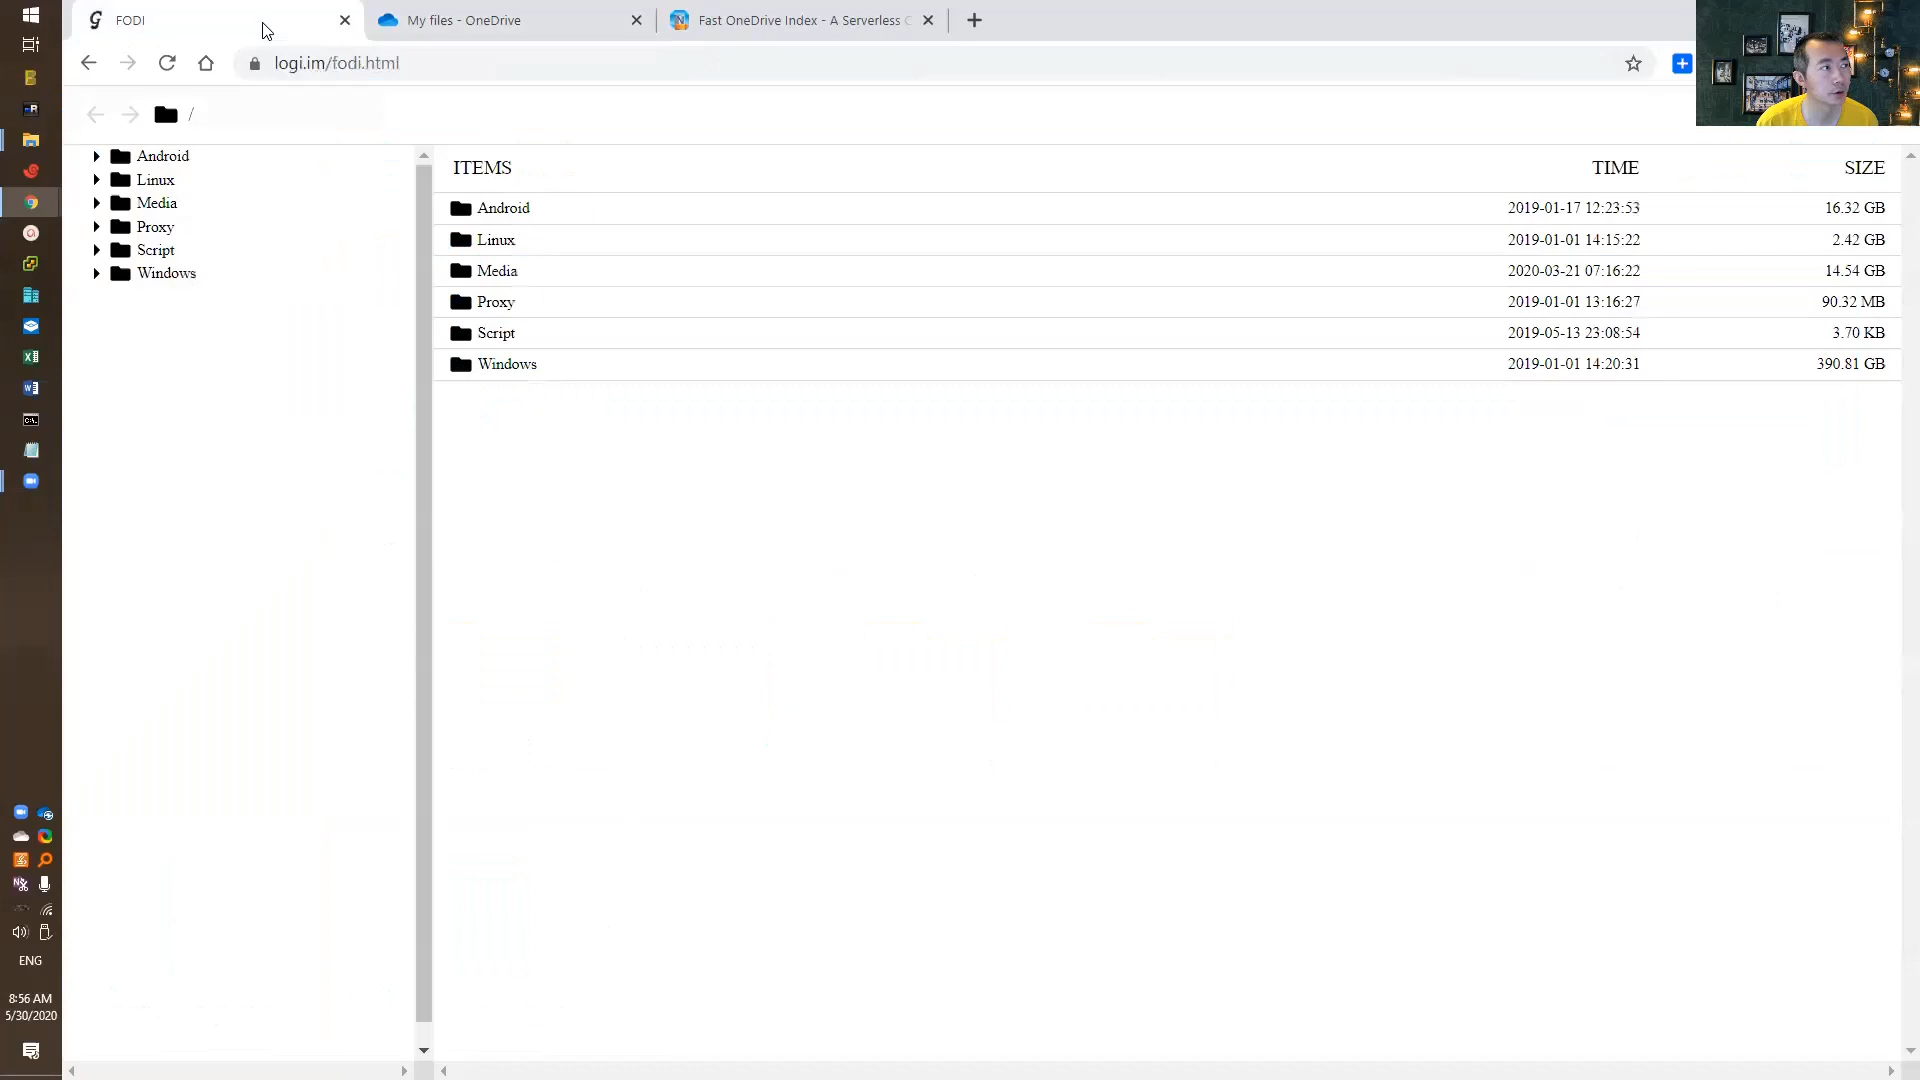 FODI
My files - OneDrive
Fast OneDrive Index - A Serverless
logi.im/fodi.html
/
Android
Linux
Media
Proxy
Script
Windows
ITEMS TIME SIZE
Android 2019-01-17 12:23:53 16.32 GB
Linux 2019-01-01 14:15:22 2.42 GB
Media 2020-03-21 07:16:22 14.54 GB
Proxy 2019-01-01 13:16:27 90.32 MB
Script 2019-05-13 23:08:54 3.70 KB
Windows 2019-01-01 14:20:31 390.81 GB
ENG
8:56 AM
5/30/2020